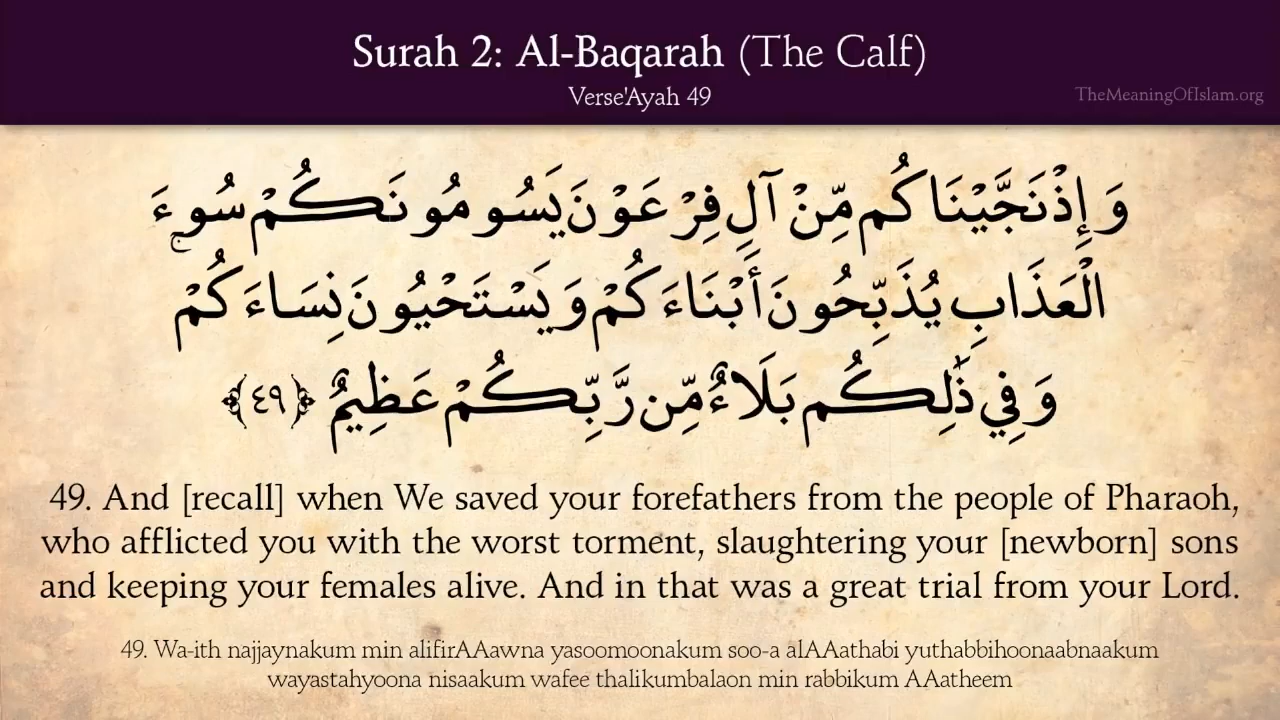 Surah 2: Al-Baqarah (The Calf)
Verse'Ayah 49
TheMeaningOfIslam.org
وَإِذْ نَجَّيْنَاكُم مِّنْ آلِ فِرْعَوْنَ يَسُومُونَكُمْ سُوءَ
الْعَذَابِ يُذَبِّحُونَ أَبْنَاءَكُمْ وَيَسْتَحْيُونَ نِسَاءَكُمْ ۚ
وَفِي ذَٰلِكُم بَلَاءٌ مِّن رَّبِّكُمْ عَظِيمٌ ﴿٤٩﴾
49. And [recall] when We saved your forefathers from the people of Pharaoh,
who afflicted you with the worst torment, slaughtering your [newborn] sons
and keeping your females alive. And in that was a great trial from your Lord.
49. Wa-ith najjaynakum min alifirAAawna yasoomoonakum soo-a alAAathabi yuthabbihoonaabnaakum
wayastahyoona nisaakum wafee thalikumbalaon min rabbikum AAatheem